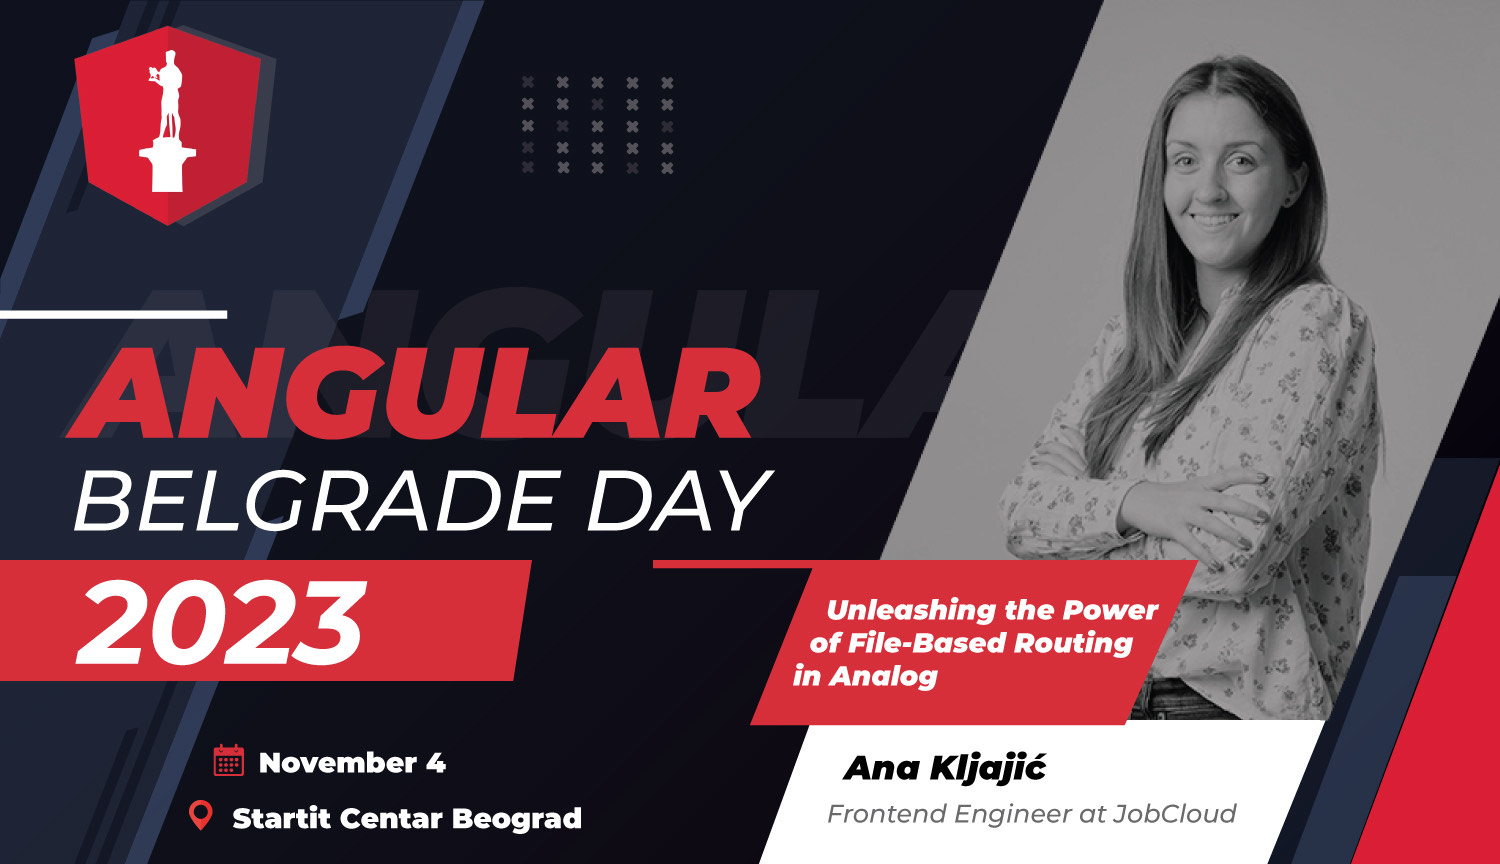 ANGULAR
BELGRADE DAY
2023
November 4
Startit Centar Beograd
Unleashing the Power
of File-Based Routing
in Analog
Ana Kljajić
Frontend Engineer at JobCloud